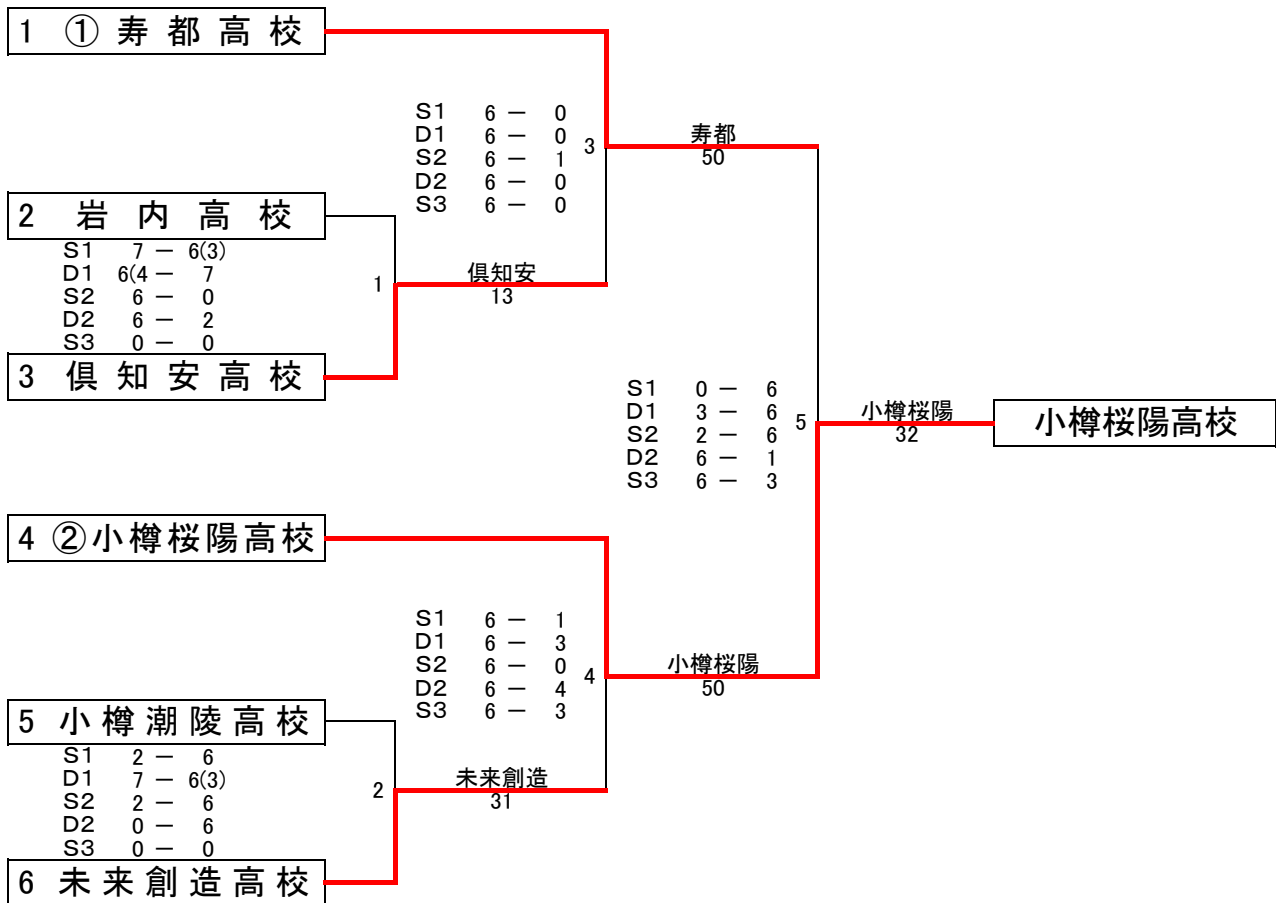 1 ① 寿 都 高 校
S1 6 － 0
D1 6 － 0
S2 6 － 1
D2 6 － 0
S3 6 － 0
3
寿都
50
2 岩 内 高 校
S1 7 － 6(3)
D1 6(4 － 7
S2 6 － 0
D2 6 － 2
S3 0 － 0
1
倶知安
13
3 倶 知 安 高 校
S1 0 － 6
D1 3 － 6
S2 2 － 6
D2 6 － 1
S3 6 － 3
5
小樽桜陽
32
小樽桜陽高校
4 ②小樽桜陽高校
S1 6 － 1
D1 6 － 3
S2 6 － 0
D2 6 － 4
S3 6 － 3
4
小樽桜陽
50
5 小 樽 潮 陵 高 校
S1 2 － 6
D1 7 － 6(3)
S2 2 － 6
D2 0 － 6
S3 0 － 0
2
未来創造
31
6 未 来 創 造 高 校